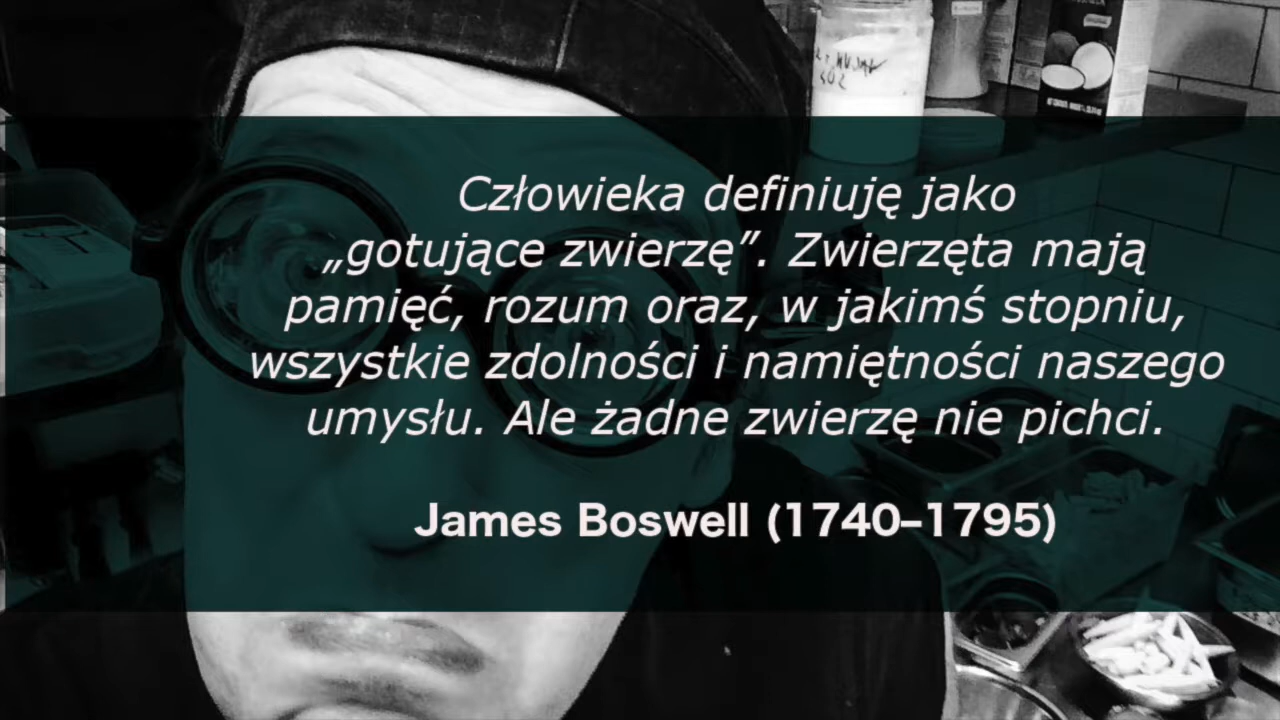 Człowieka definiuję jako
„gotujące zwierzę”. Zwierzęta mają
pamięć, rozum oraz, w jakimś stopniu,
wszystkie zdolności i namiętności naszego
umysłu. Ale żadne zwierzę nie pichci.
James Boswell (1740–1795)